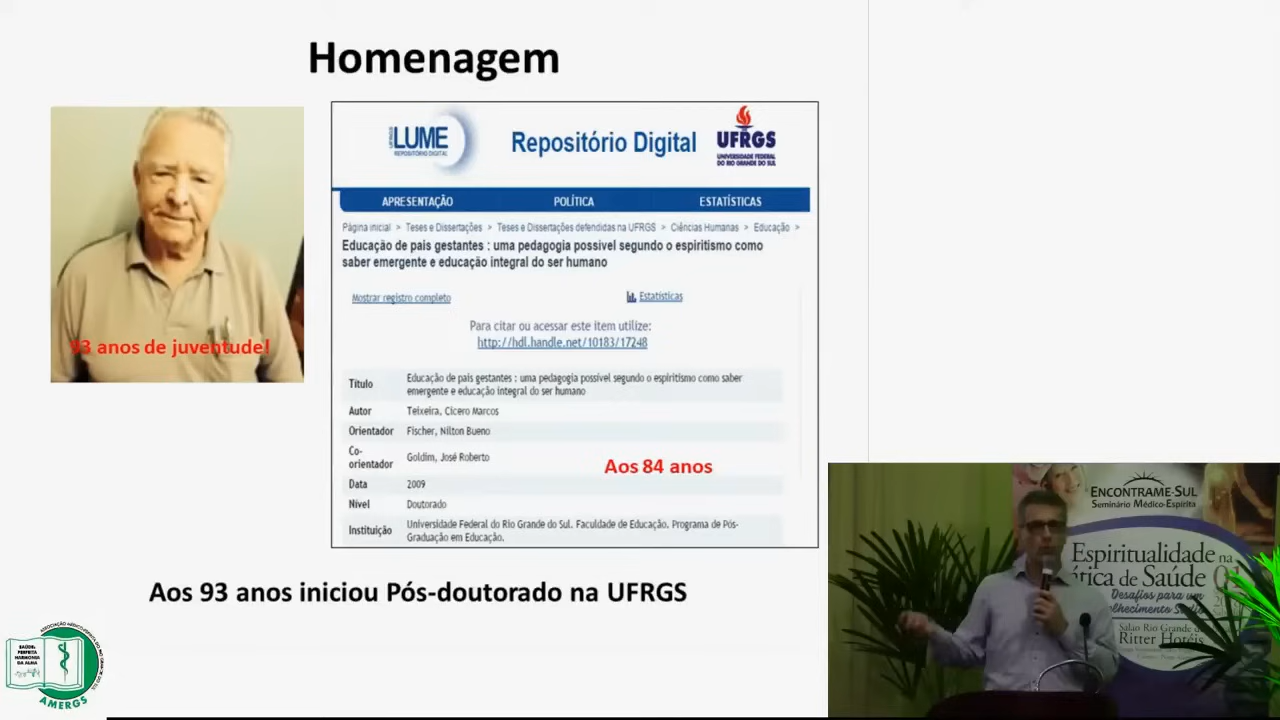 Homenagem
93 anos de juventude!
LUME
REPOSITÓRIO DIGITAL
Repositório Digital
UFRGS
UNIVERSIDADE FEDERAL
DO RIO GRANDE DO SUL
APRESENTAÇÃO POLÍTICA ESTATÍSTICAS
Página inicial > Teses e Dissertações > Teses e Dissertações defendidas na UFRGS > Ciências Humanas > Educação >
Educação de pais gestantes : uma pedagogia possível segundo o espiritismo como
saber emergente e educação integral do ser humano
Mostrar registro completo Estatísticas
Para citar ou acessar este item utilize:
http://hdl.handle.net/10183/17248
Título Educação de pais gestantes : uma pedagogia possível segundo o espiritismo como saber
emergente e educação integral do ser humano
Autor Teixeira, Cícero Marcos
Orientador Fischer, Nilton Bueno
Co-
orientador Goldim, José Roberto
Aos 84 anos
Data 2009
Nível Doutorado
Instituição Universidade Federal do Rio Grande do Sul. Faculdade de Educação. Programa de Pós-
Graduação em Educação.
Aos 93 anos iniciou Pós-doutorado na UFRGS
SAÚDE:
PERFEITA
HARMONIA
DA ALMA
AMERGS
ENCONTRAME-SUL
Seminário Médico-Espírita
Espiritualidade na
ática de Saúde
Desafios para um
Salão Rio Grande d
Ritter Hotéis